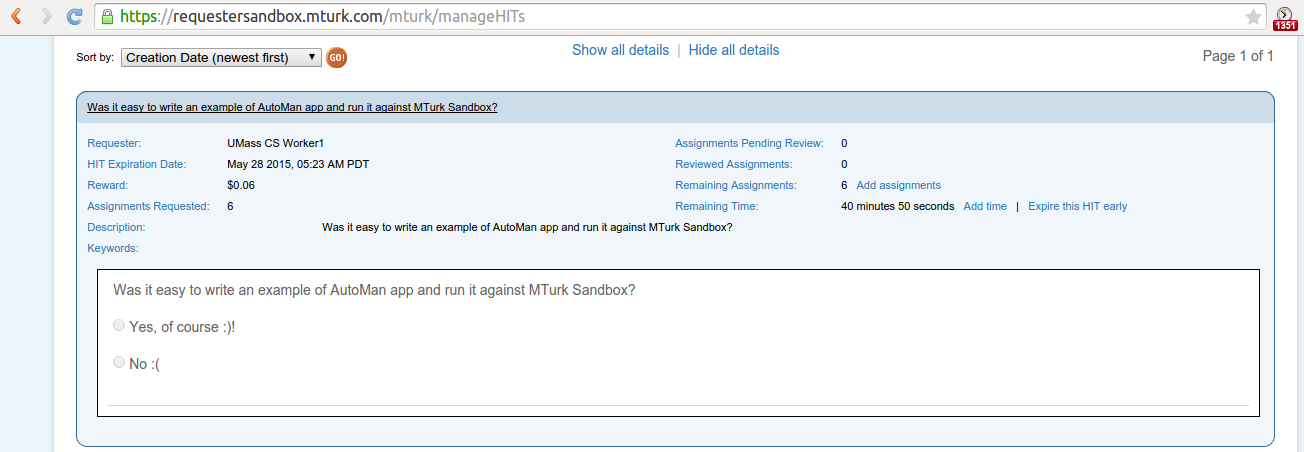 https://requestersandbox.mturk.com/mturk/manageHITs
1351
Sort by: Creation Date (newest first) GO! Show all details | Hide all details Page 1 of 1
Was it easy to write an example of AutoMan app and run it against MTurk Sandbox?
Requester: UMass CS Worker1 Assignments Pending Review: 0
HIT Expiration Date: May 28 2015, 05:23 AM PDT Reviewed Assignments: 0
Reward: $0.06 Remaining Assignments: 6 Add assignments
Assignments Requested: 6 Remaining Time: 40 minutes 50 seconds Add time | Expire this HIT early
Description: Was it easy to write an example of AutoMan app and run it against MTurk Sandbox?
Keywords:
Was it easy to write an example of AutoMan app and run it against MTurk Sandbox?
Yes, of course :)!
No :(